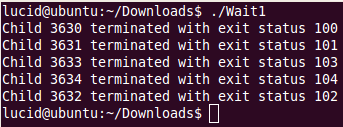 lucid@ubuntu:~/Downloads$ ./Wait1
Child 3630 terminated with exit status 100
Child 3631 terminated with exit status 101
Child 3633 terminated with exit status 103
Child 3634 terminated with exit status 104
Child 3632 terminated with exit status 102
lucid@ubuntu:~/Downloads$